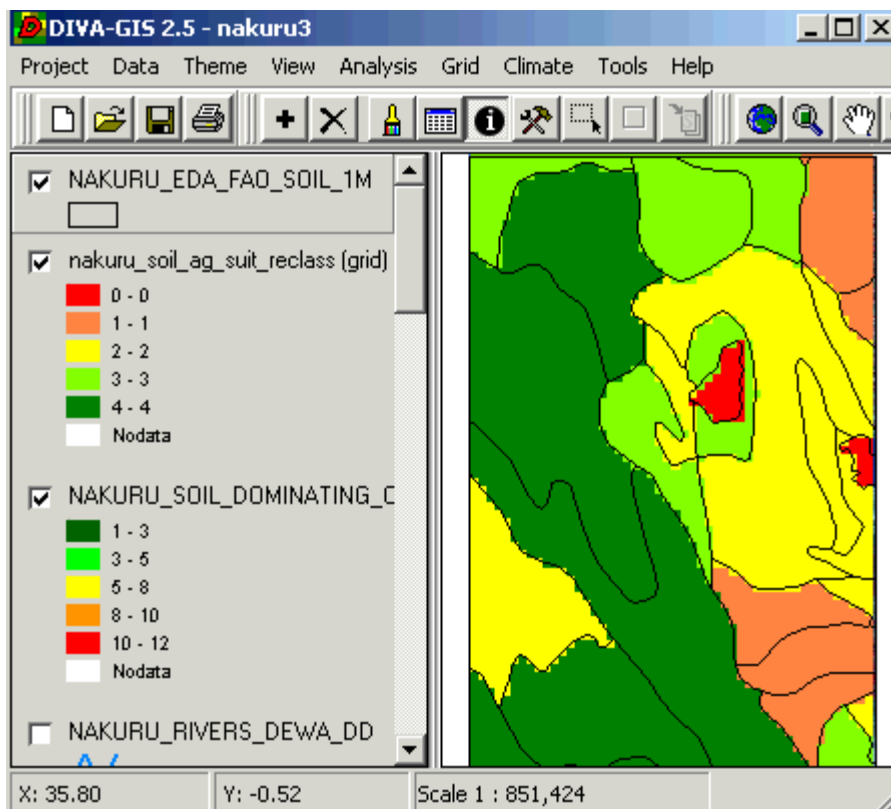 DIVA-GIS 2.5 - nakuru3
Project Data Theme View Analysis Grid Climate Tools Help
NAKURU_EDA_FAO_SOIL_1M
nakuru_soil_ag_suit_reclass (grid)
0 - 0
1 - 1
2 - 2
3 - 3
4 - 4
Nodata
NAKURU_SOIL_DOMINATING_C
1 - 3
3 - 5
5 - 8
8 - 10
10 - 12
Nodata
NAKURU_RIVERS_DEWA_DD
X: 35.80 Y: -0.52 Scale 1 : 851,424